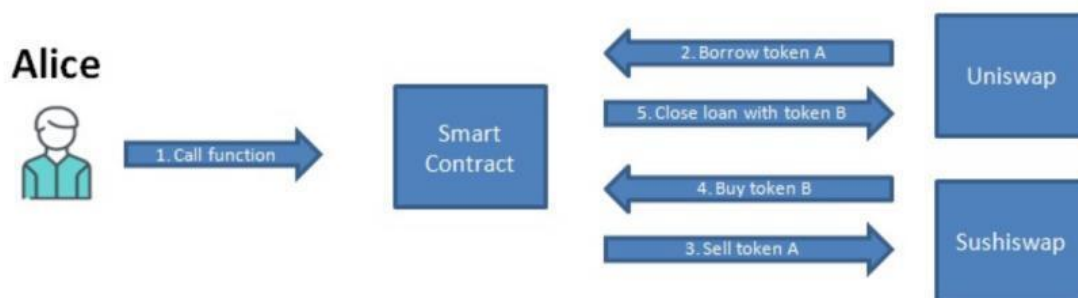 Alice
1. Call function
Smart
Contract
2. Borrow token A
5. Close loan with token B
4. Buy token B
3. Sell token A
Uniswap
Sushiswap